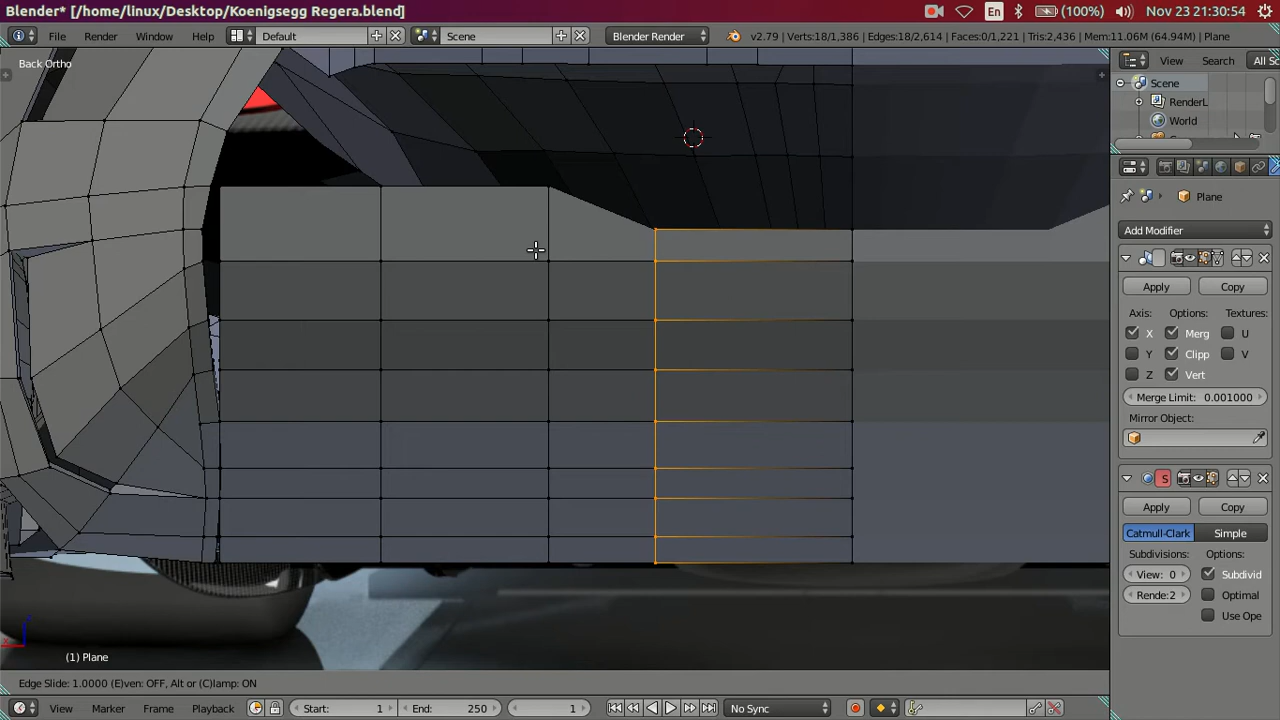 Blender* [/home/linux/Desktop/Koenigsegg Regera.blend]
En
(100%)
Nov 23 21:30:54
File
Render
Window
Help
Default
Scene
Blender Render
v2.79 | Verts:18/1,386 | Edges:18/2,614 | Faces:0/1,221 | Tris:2,436 | Mem:11.06M (64.94M) | Plane
Back Ortho
View
Search
All Sc
Scene
RenderL
World
Plane
Add Modifier
Apply
Copy
Axis:
Options:
Textures:
X
Merg
U
Y
Clipp
V
Z
Vert
Merge Limit: 0.001000
Mirror Object:
S
Apply
Copy
Catmull-Clark
Simple
Subdivisions:
Options:
View: 0
Subdivid
Rende:2
Optimal
Use Ope
(1) Plane
Edge Slide: 1.0000 (E)ven: OFF, Alt or (C)lamp: ON
View
Marker
Frame
Playback
Start: 1
End: 250
1
No Sync